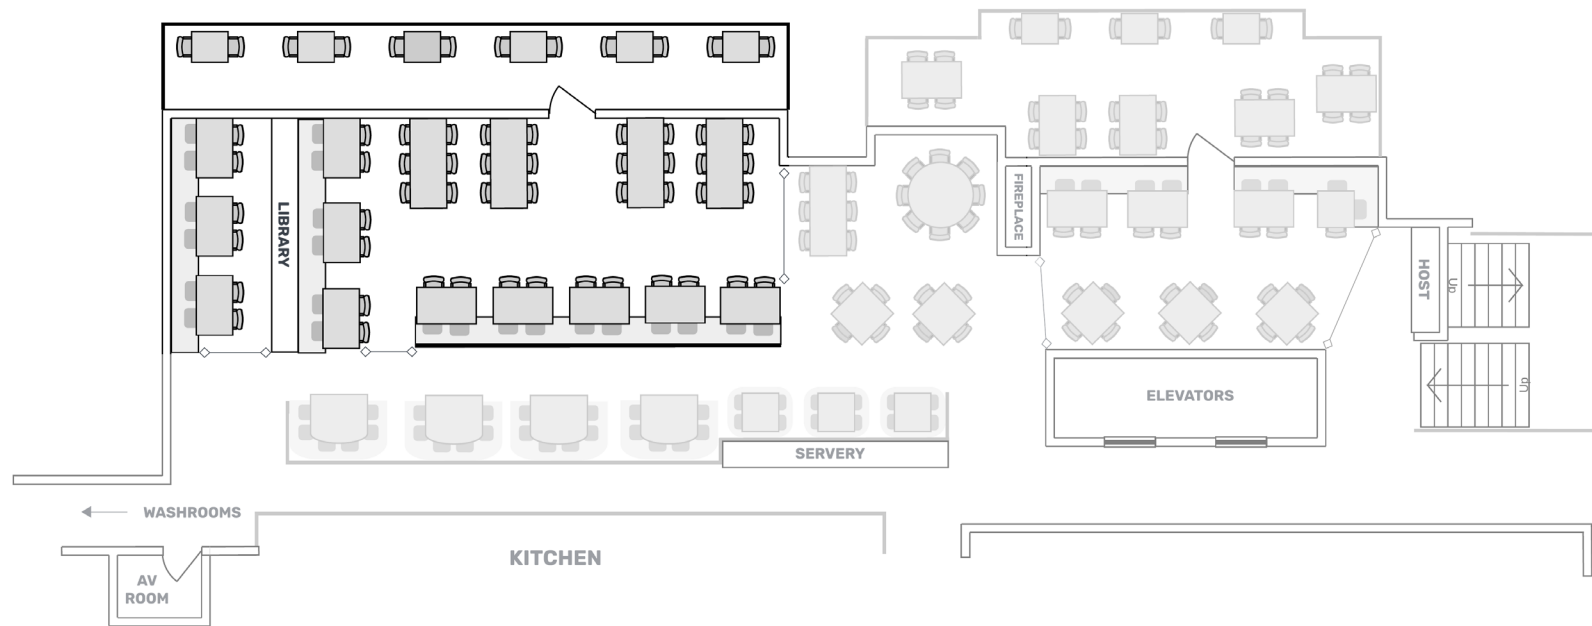 LIBRARY
FIREPLACE
HOST
Up
Up
ELEVATORS
SERVERY
WASHROOMS
KITCHEN
AV
ROOM